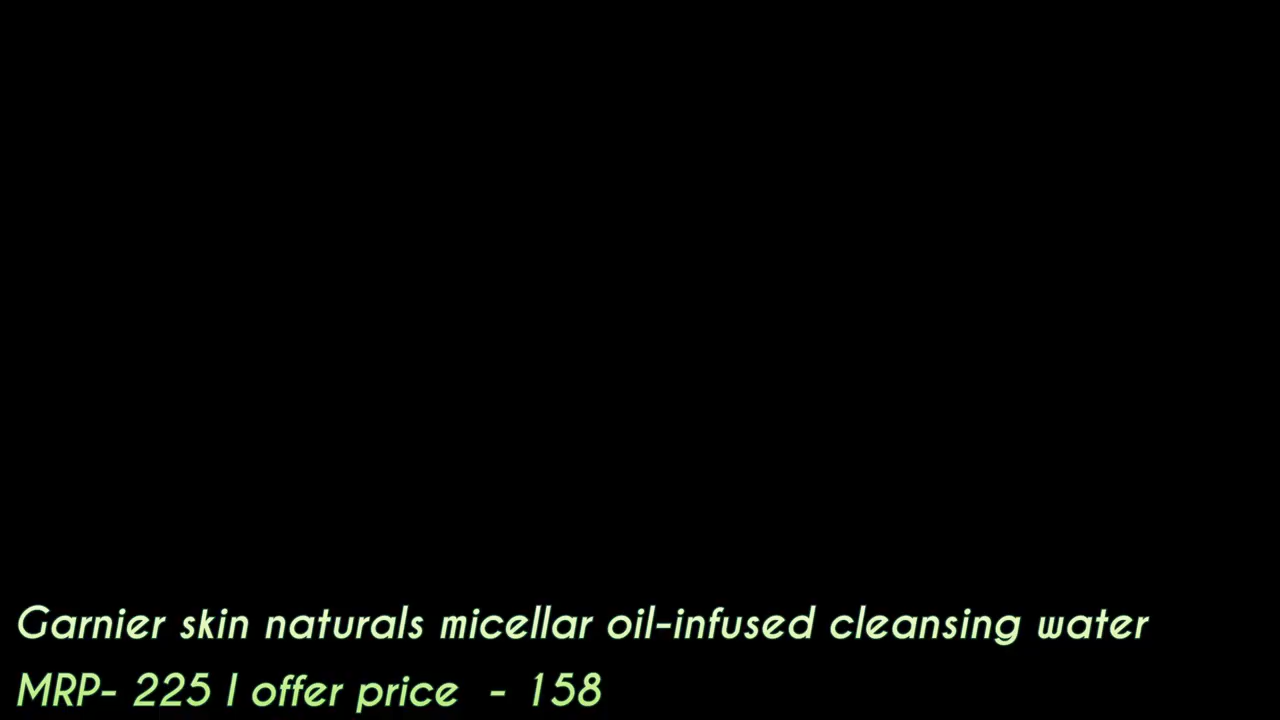 Garnier skin naturals micellar oil-infused cleansing water
MRP- 225 | offer price - 158